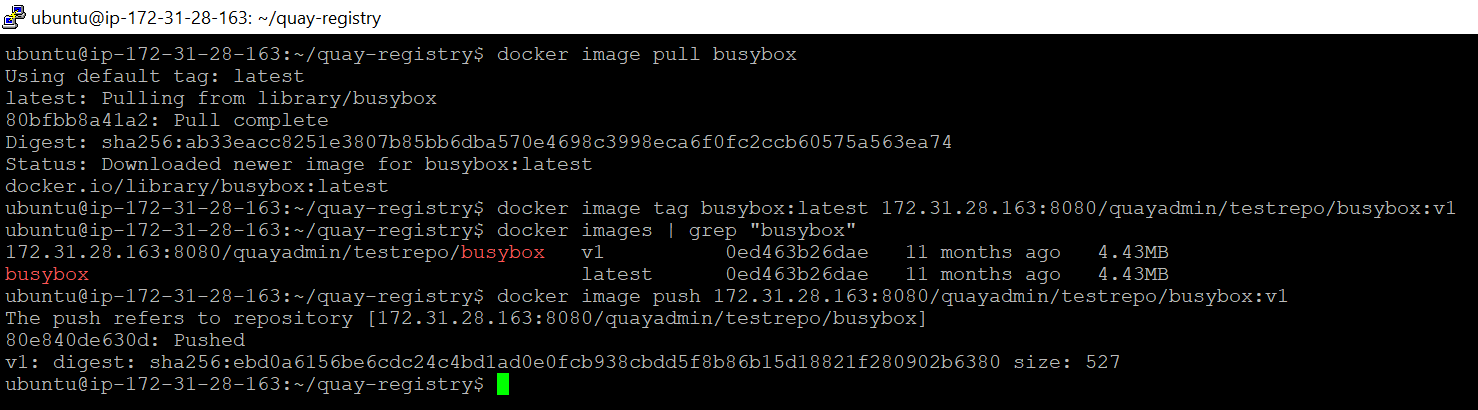 ubuntu@ip-172-31-28-163: ~/quay-registry
ubuntu@ip-172-31-28-163:~/quay-registry$ docker image pull busybox
Using default tag: latest
latest: Pulling from library/busybox
80bfbb8a41a2: Pull complete
Digest: sha256:ab33eacc8251e3807b85bb6dba570e4698c3998eca6f0fc2ccb60575a563ea74
Status: Downloaded newer image for busybox:latest
docker.io/library/busybox:latest
ubuntu@ip-172-31-28-163:~/quay-registry$ docker image tag busybox:latest 172.31.28.163:8080/quayadmin/testrepo/busybox:v1
ubuntu@ip-172-31-28-163:~/quay-registry$ docker images | grep "busybox"
172.31.28.163:8080/quayadmin/testrepo/busybox   v1        0ed463b26dae   11 months ago   4.43MB
busybox                                         latest    0ed463b26dae   11 months ago   4.43MB
ubuntu@ip-172-31-28-163:~/quay-registry$ docker image push 172.31.28.163:8080/quayadmin/testrepo/busybox:v1
The push refers to repository [172.31.28.163:8080/quayadmin/testrepo/busybox]
80e840de630d: Pushed
v1: digest: sha256:ebd0a6156be6cdc24c4bd1ad0e0fcb938cbdd5f8b86b15d18821f280902b6380 size: 527
ubuntu@ip-172-31-28-163:~/quay-registry$